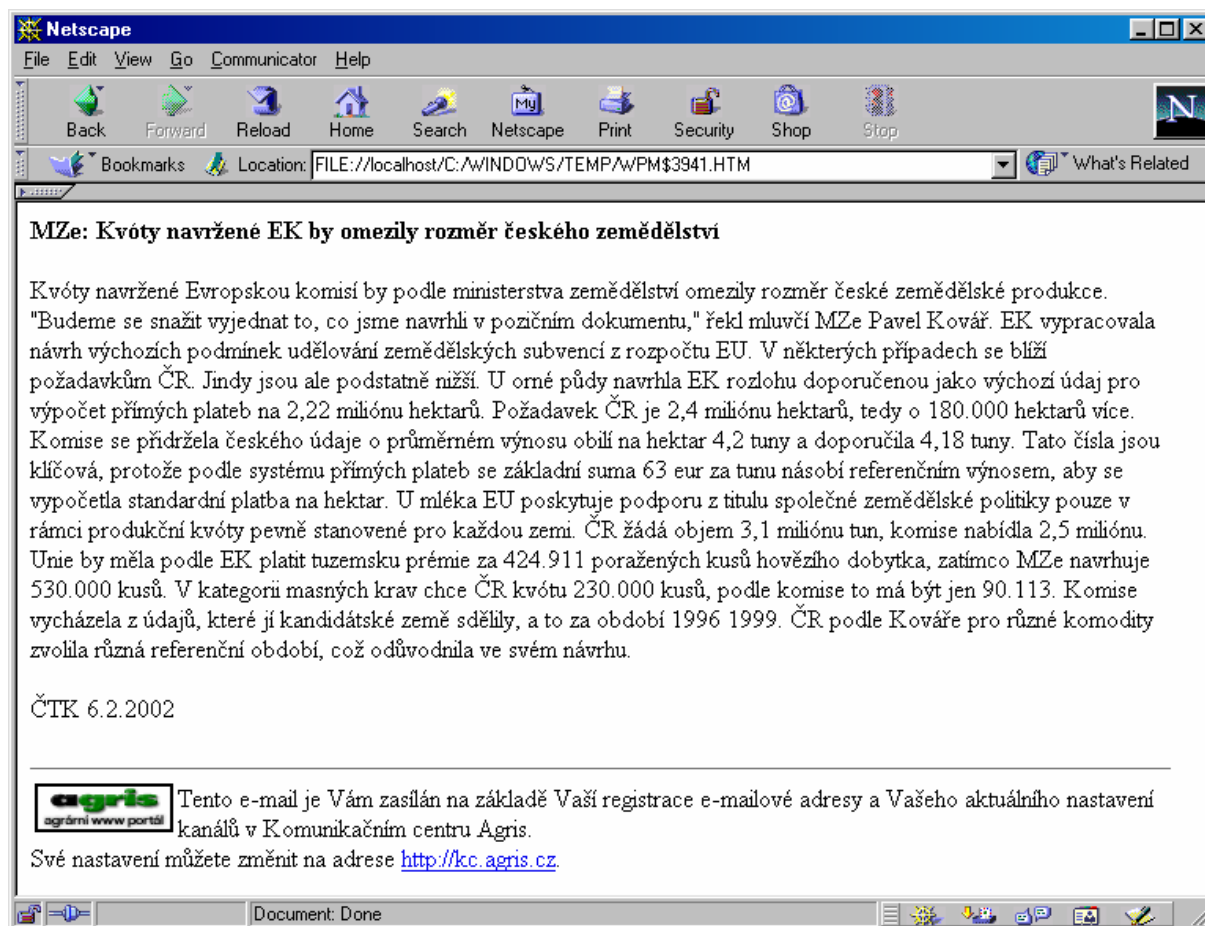 Netscape
File Edit View Go Communicator Help
My
Back Forward Reload Home Search Netscape Print Security Shop Stop
N
Bookmarks Location: FILE://localhost/C:/WINDOWS/TEMP/WPM$3941.HTM What's Related
MZe: Kvóty navržené EK by omezily rozměr českého zemědělství
Kvóty navržené Evropskou komisí by podle ministerstva zemědělství omezily rozměr české zemědělské produkce.
"Budeme se snažit vyjednat to, co jsme navrhli v pozičním dokumentu," řekl mluvčí MZe Pavel Kovář. EK vypracovala
návrh výchozích podmínek udělování zemědělských subvencí z rozpočtu EU. V některých případech se blíží
požadavkům ČR. Jindy jsou ale podstatně nižší. U orné půdy navrhla EK rozlohu doporučenou jako výchozí údaj pro
výpočet přímých plateb na 2,22 miliónu hektarů. Požadavek ČR je 2,4 miliónu hektarů, tedy o 180.000 hektarů více.
Komise se přidržela českého údaje o průměrném výnosu obilí na hektar 4,2 tuny a doporučila 4,18 tuny. Tato čísla jsou
klíčová, protože podle systému přímých plateb se základní suma 63 eur za tunu násobí referenčním výnosem, aby se
vypočetla standardní platba na hektar. U mléka EU poskytuje podporu z titulu společné zemědělské politiky pouze v
rámci produkční kvóty pevně stanovené pro každou zemi. ČR žádá objem 3,1 miliónu tun, komise nabídla 2,5 miliónu.
Unie by měla podle EK platit tuzemsku prémie za 424.911 poražených kusů hovězího dobytka, zatímco MZe navrhuje
530.000 kusů. V kategorii masných krav chce ČR kvótu 230.000 kusů, podle komise to má být jen 90.113. Komise
vycházela z údajů, které jí kandidátské země sdělily, a to za období 1996 1999. ČR podle Kováře pro různé komodity
zvolila různá referenční období, což odůvodnila ve svém návrhu.
ČTK 6.2.2002
agris
agrární www portál
Tento e-mail je Vám zasílán na základě Vaší registrace e-mailové adresy a Vašeho aktuálního nastavení
kanálů v Komunikačním centru Agris.
Své nastavení můžete změnit na adrese http://kc.agris.cz.
Document: Done